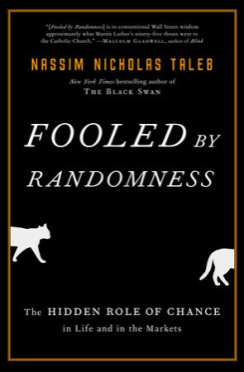 "[Fooled by Randomness] is to conventional Wall Street wisdom
approximately what Martin Luther's ninety-five theses were to
the Catholic Church." —MALCOLM GLADWELL, author of Blink
NASSIM NICHOLAS TALEB
New York Times bestselling author of
THE BLACK SWAN
FOOLED BY
RANDOMNESS
The HIDDEN ROLE OF CHANCE
in Life and in the Markets